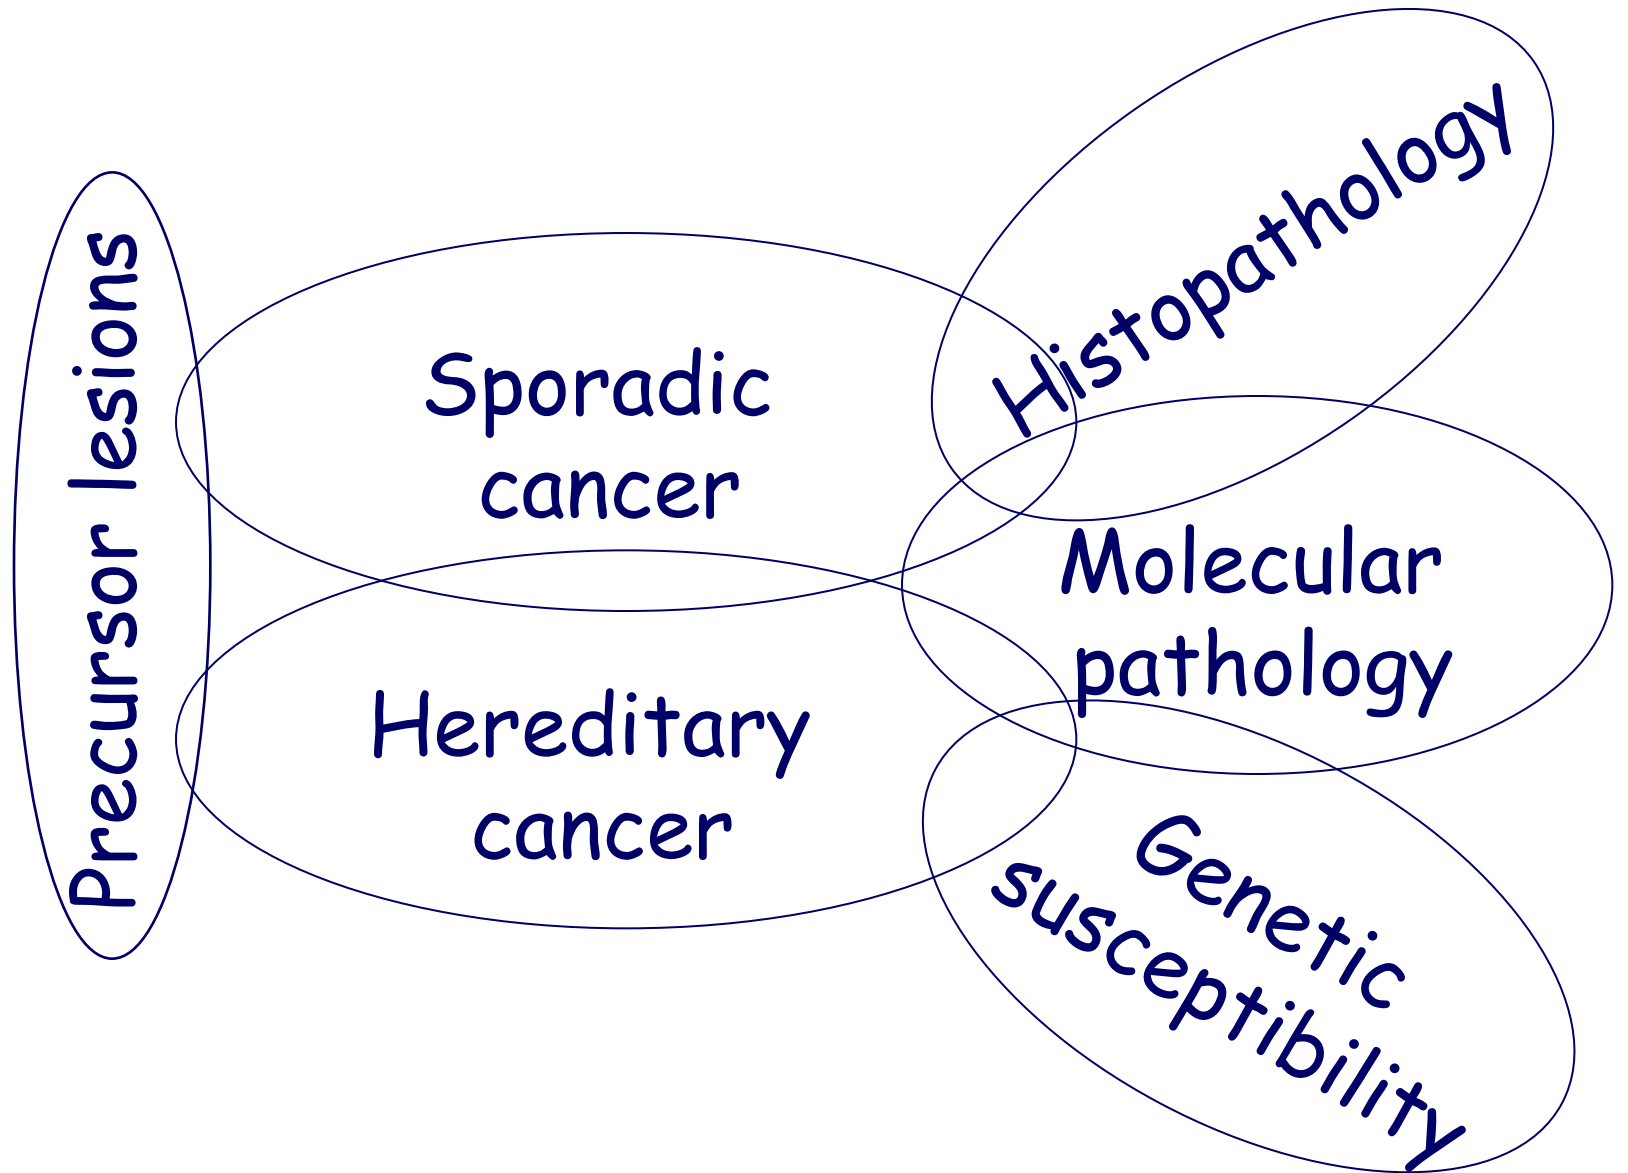 Precursor lesions
Sporadic
cancer
Hereditary
cancer
Histopathology
Molecular
pathology
Genetic
susceptibility